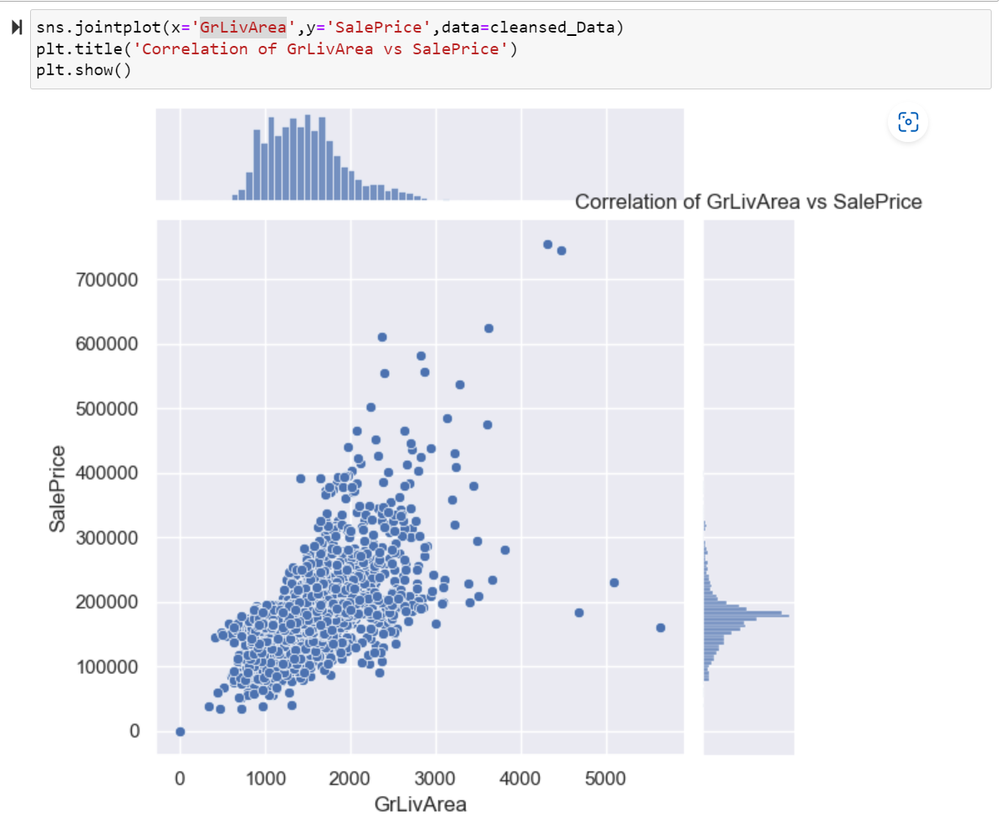 sns.jointplot(x='GrLivArea',y='SalePrice',data=cleansed_Data)
plt.title('Correlation of GrLivArea vs SalePrice')
plt.show()
Correlation of GrLivArea vs SalePrice
700000
600000
500000
400000
300000
200000
100000
0
SalePrice
0 1000 2000 3000 4000 5000
GrLivArea